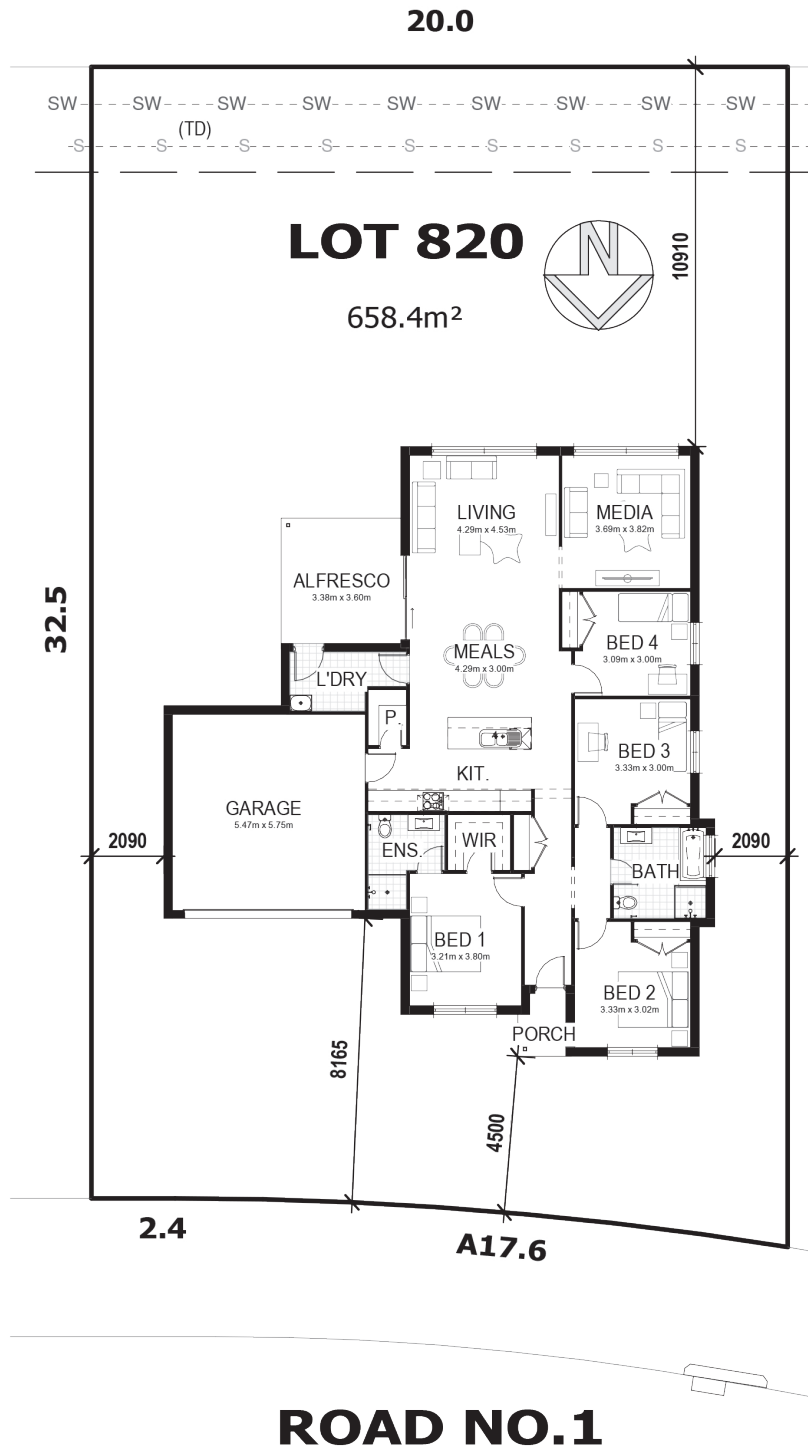 20.0
SW SW SW SW SW SW SW SW SW
(TD)
S S S S S S S S S
LOT 820
N
10910
658.4m²
LIVING
4.29m x 4.53m
MEDIA
3.69m x 3.82m
ALFRESCO
3.38m x 3.60m
32.5
BED 4
3.09m x 3.00m
MEALS
4.29m x 3.00m
L'DRY
P.
BED 3
3.33m x 3.00m
KIT.
GARAGE
5.47m x 5.75m
2090
ENS.
WIR
BATH
2090
BED 1
3.21m x 3.80m
BED 2
3.33m x 3.02m
PORCH
8165
4500
2.4
A17.6
ROAD NO.1